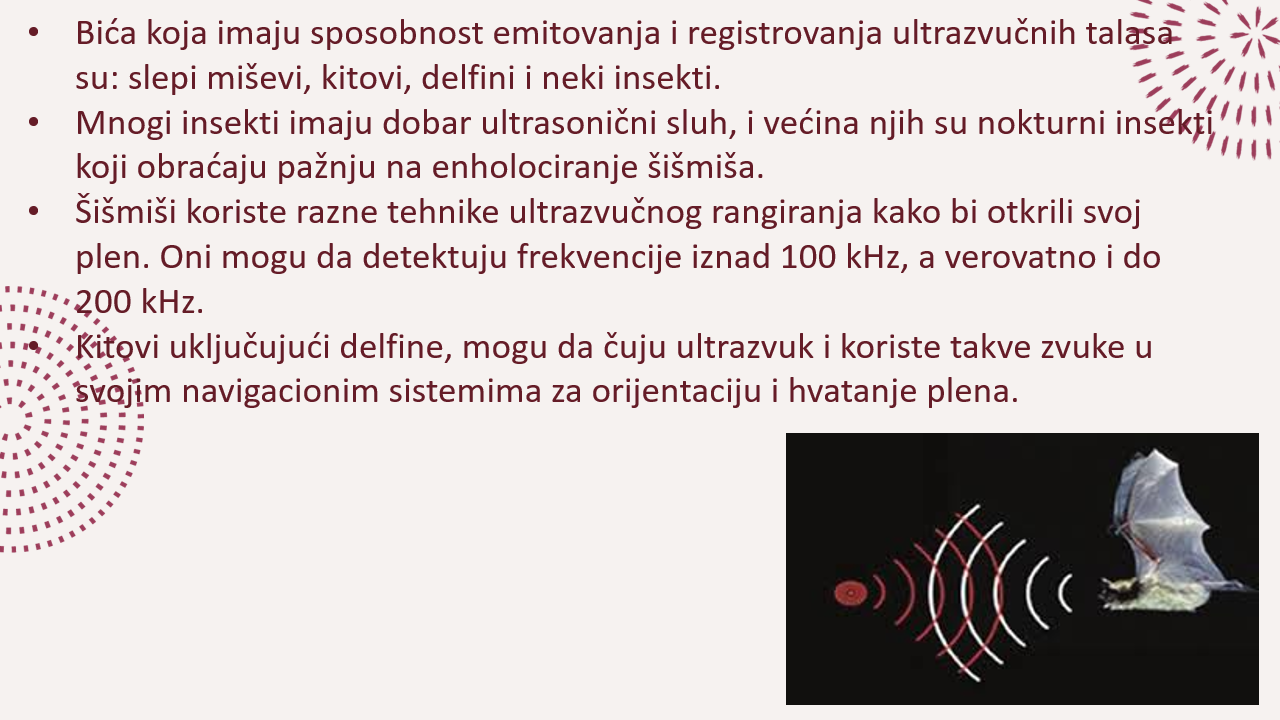 • Bića koja imaju sposobnost emitovanja i registrovanja ultrazvučnih talasa
su: slepi miševi, kitovi, delfini i neki insekti.
• Mnogi insekti imaju dobar ultrasonični sluh, i većina njih su nokturni insekti
koji obraćaju pažnju na enholociranje šišmiša.
• Šišmiši koriste razne tehnike ultrazvučnog rangiranja kako bi otkrili svoj
plen. Oni mogu da detektuju frekvencije iznad 100 kHz, a verovatno i do
200 kHz.
• Kitovi uključujući delfine, mogu da čuju ultrazvuk i koriste takve zvuke u
svojim navigacionim sistemima za orijentaciju i hvatanje plena.